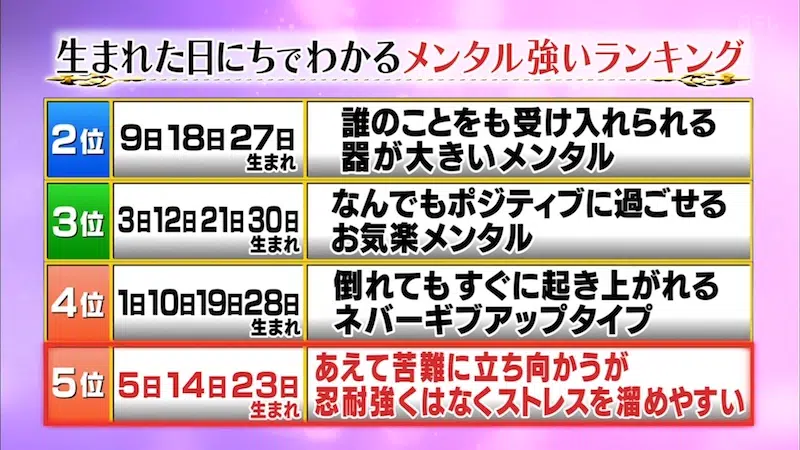 生まれた日にちでわかるメンタル強いランキング
2位
9日18日27日
生まれ
誰のことをも受け入れられる
器が大きいメンタル
3位
3日12日21日30日
生まれ
なんでもポジティブに過ごせる
お気楽メンタル
4位
1日10日19日28日
生まれ
倒れてもすぐに起き上がれる
ネバーギブアップタイプ
5位
5日14日23日
生まれ
あえて苦難に立ち向かうが
忍耐強くはなくストレスを溜めやすい